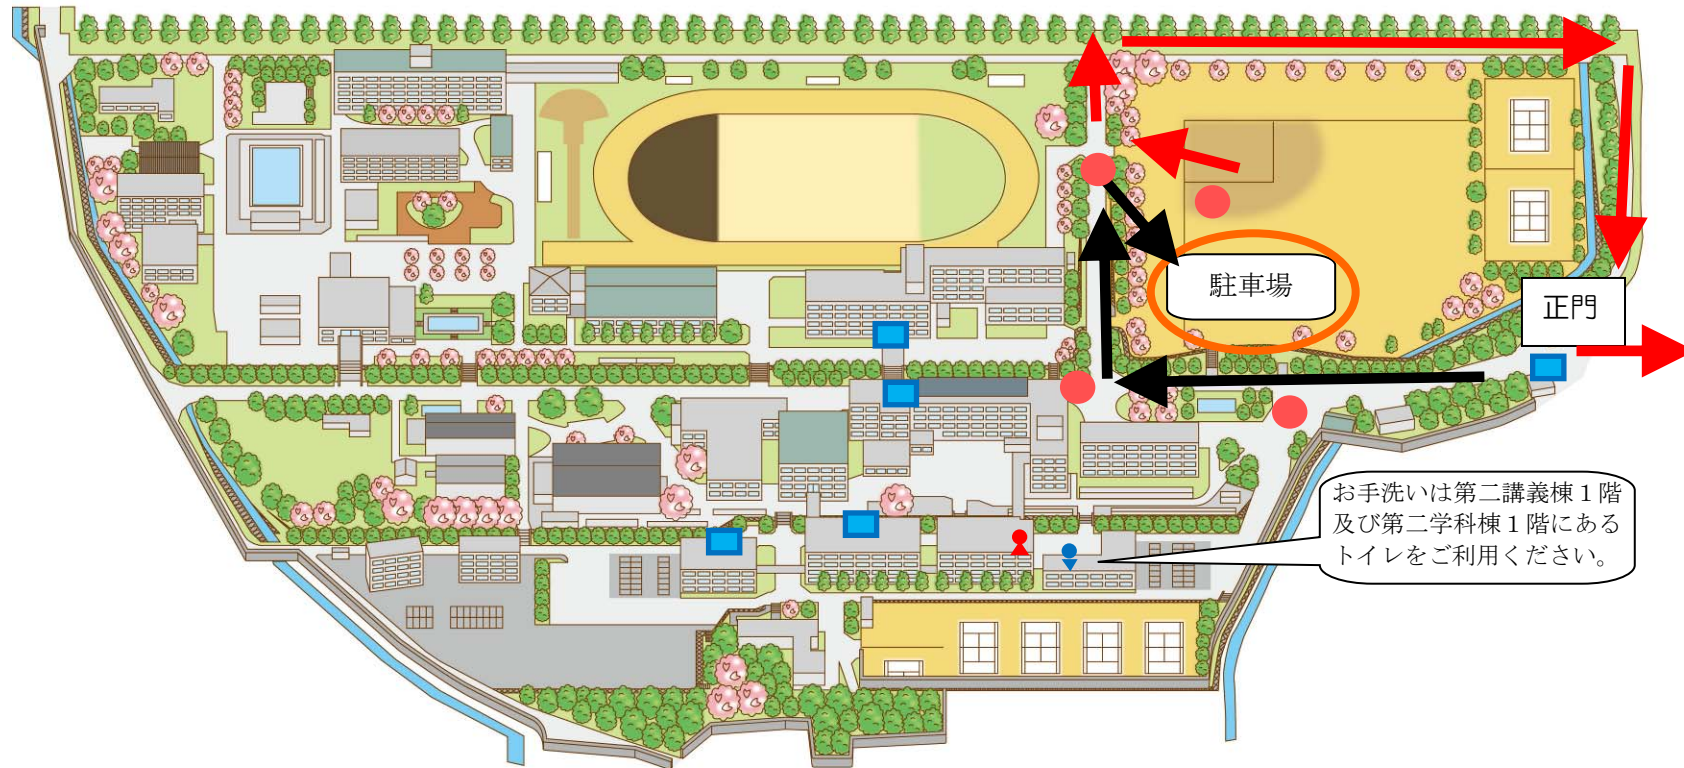 駐車場
正門
お手洗いは第二講義棟1階
及び第二学科棟1階にある
トイレをご利用ください。